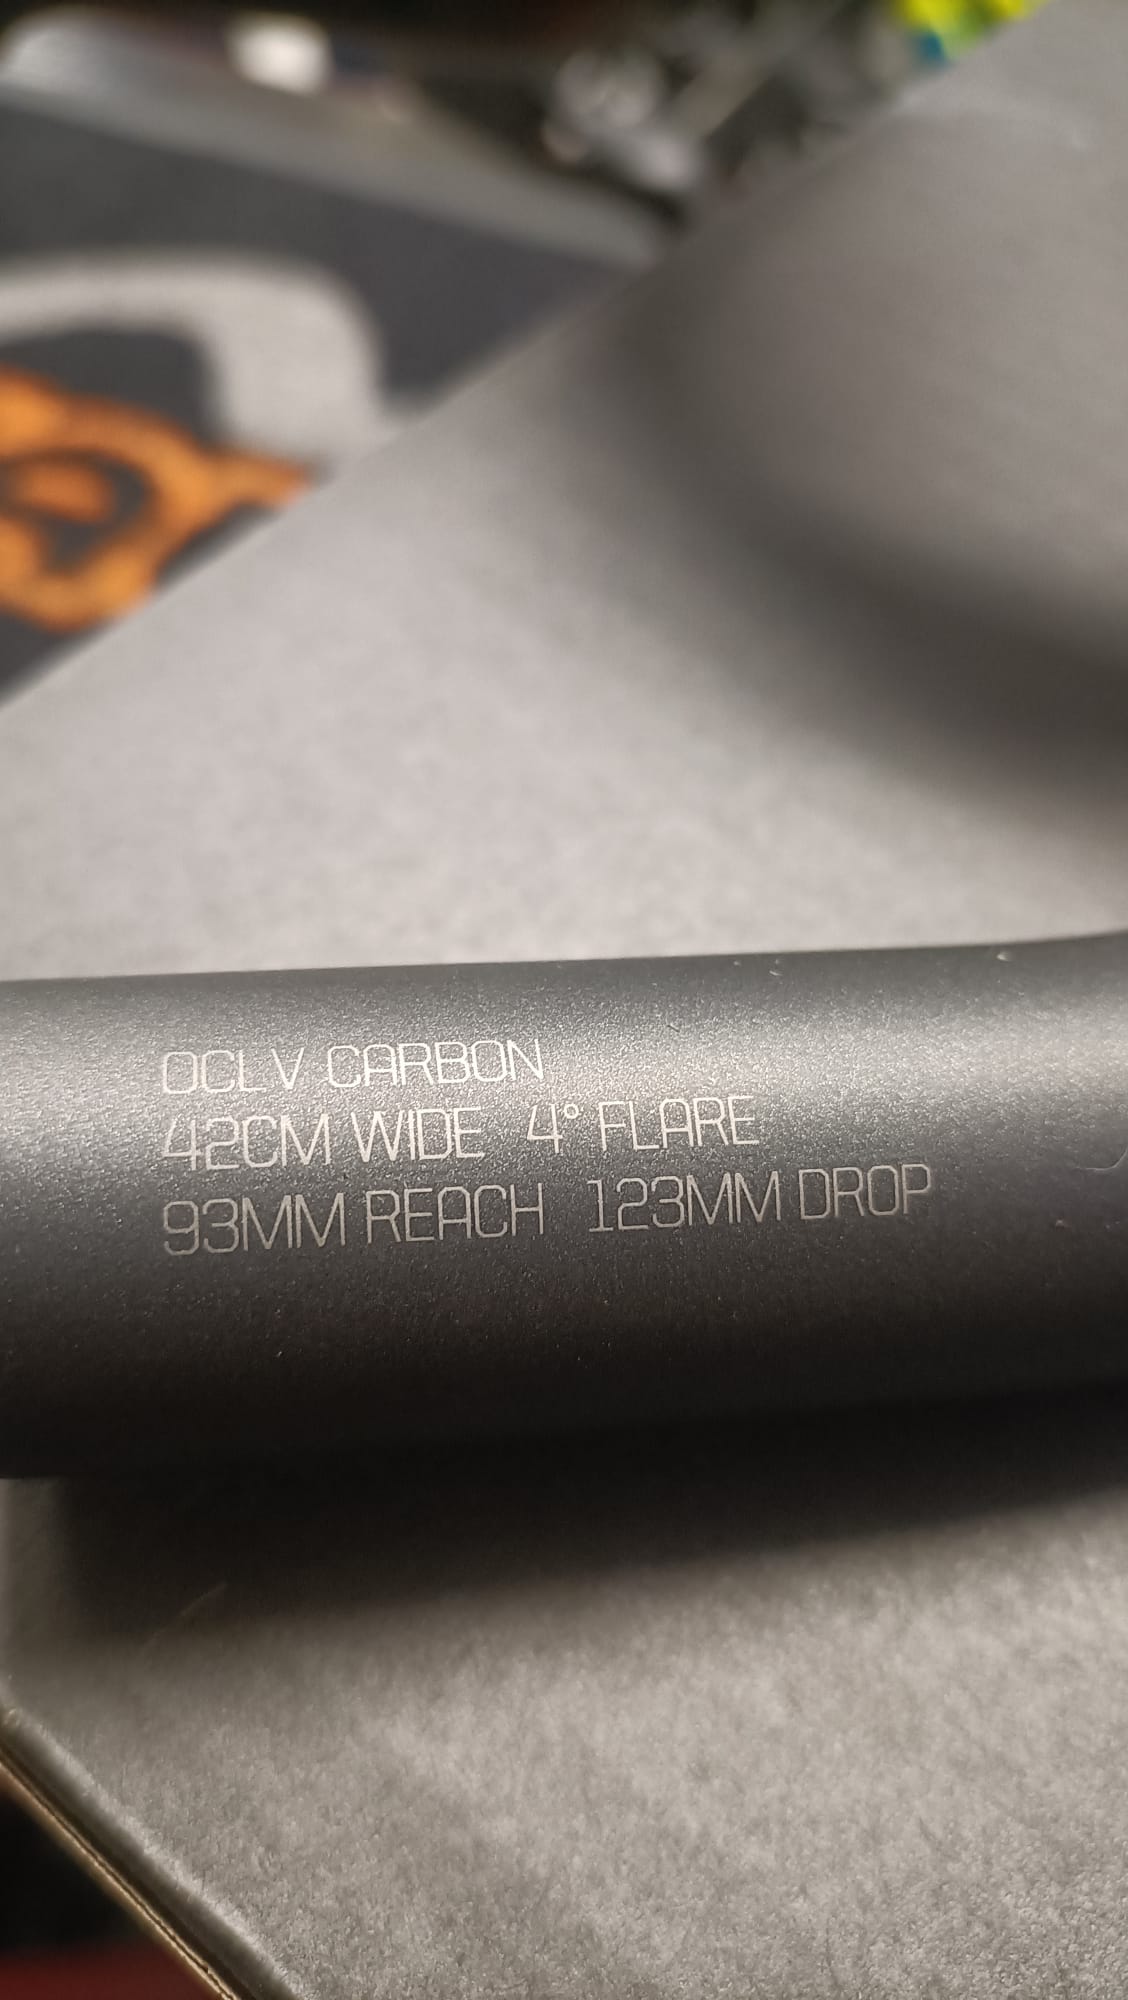 OCLV CARBON
42CM WIDE 4° FLARE
93MM REACH 123MM DROP